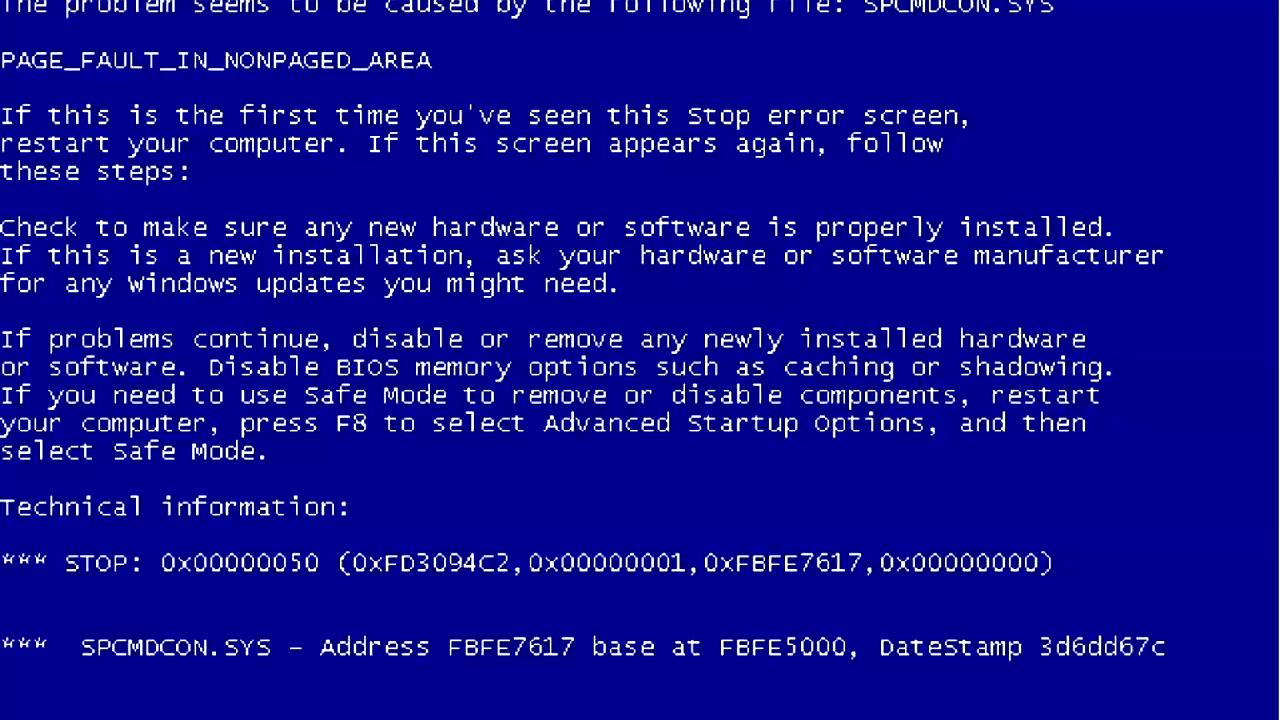 The problem seems to be caused by the following file: SPCMDCON.SYS
PAGE_FAULT_IN_NONPAGED_AREA
If this is the first time you've seen this Stop error screen,
restart your computer. If this screen appears again, follow
these steps:
Check to make sure any new hardware or software is properly installed.
If this is a new installation, ask your hardware or software manufacturer
for any Windows updates you might need.
If problems continue, disable or remove any newly installed hardware
or software. Disable BIOS memory options such as caching or shadowing.
If you need to use Safe Mode to remove or disable components, restart
your computer, press F8 to select Advanced Startup Options, and then
select Safe Mode.
Technical information:
*** STOP: 0x00000050 (0xFD3094C2,0x00000001,0xFBFE7617,0x00000000)
***  SPCMDCON.SYS - Address FBFE7617 base at FBFE5000, DateStamp 3d6dd67c